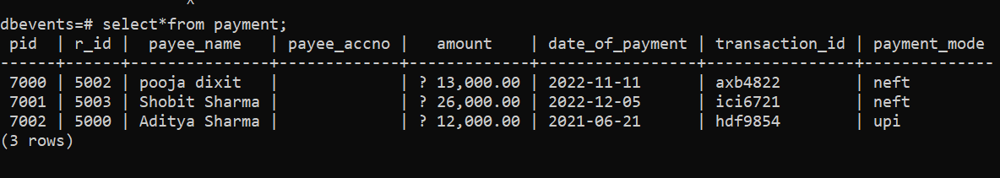 ^
dbevents=# select*from payment;
 pid  | r_id |  payee_name   | payee_accno |   amount    | date_of_payment | transaction_id | payment_mode
------+------+---------------+-------------+-------------+-----------------+----------------+--------------
 7000 | 5002 | pooja dixit   |             | ? 13,000.00 | 2022-11-11      | axb4822        | neft
 7001 | 5003 | Shobit Sharma |             | ? 26,000.00 | 2022-12-05      | ici6721        | neft
 7002 | 5000 | Aditya Sharma |             | ? 12,000.00 | 2021-06-21      | hdf9854        | upi
(3 rows)